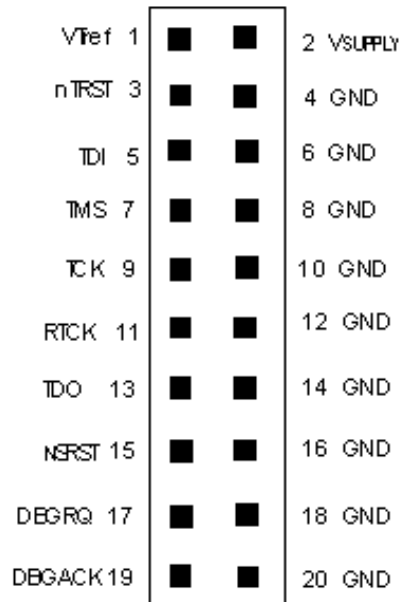 VTref 1 2 VSUPPLY
nTRST 3 4 GND
TDI 5 6 GND
TMS 7 8 GND
TCK 9 10 GND
RTCK 11 12 GND
TDO 13 14 GND
NSRST 15 16 GND
DBGRQ 17 18 GND
DBGACK 19 20 GND